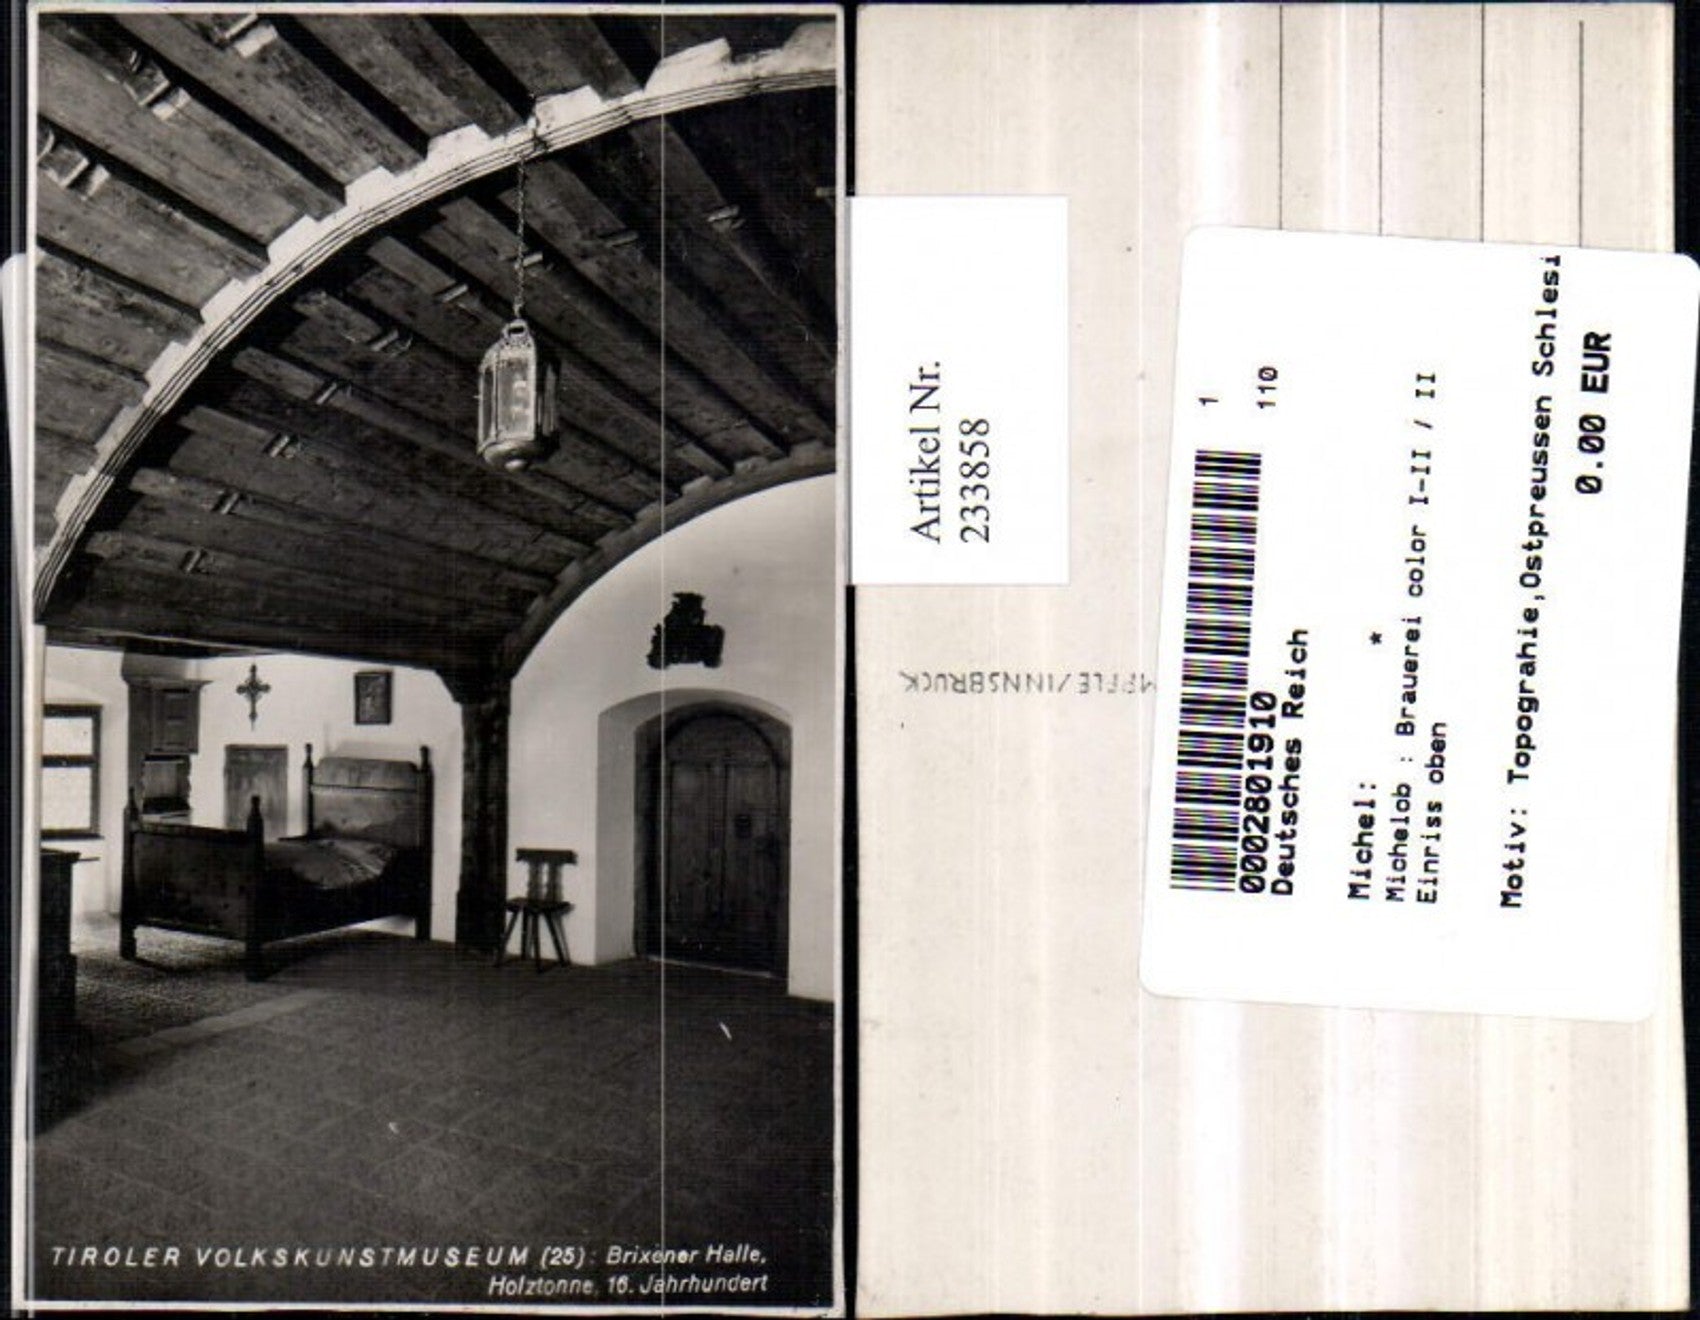 TIROLER VOLKSKUNSTMUSEUM (25): Brixener Halle,
Holztonne, 16. Jahrhundert
Artikel Nr.
233858
/INNSBRUCK
1
110
0002801910
Deutsches Reich
Michel: *
Michelob : Brauerei color I-II / II
Einriss oben
Motiv: Topograhie,Ostpreussen Schlesi
0.00 EUR